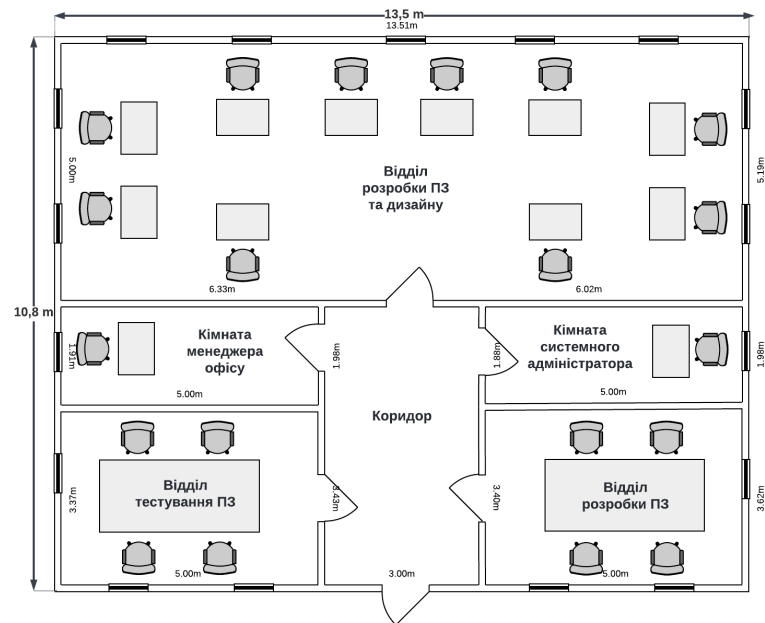 13,5 m
13.51m
5.00m
Відділ
розробки ПЗ
та дизайну
5.19m
6.33m
6.02m
10,8 m
1.91m
Кімната
менеджера
офісу
5.00m
1.98m
1.88m
Кімната
системного
адміністратора
5.00m
1.98m
Коридор
3.37m
Відділ
тестування ПЗ
5.00m
3.43m
3.00m
3.40m
Відділ
розробки ПЗ
5.00m
3.62m